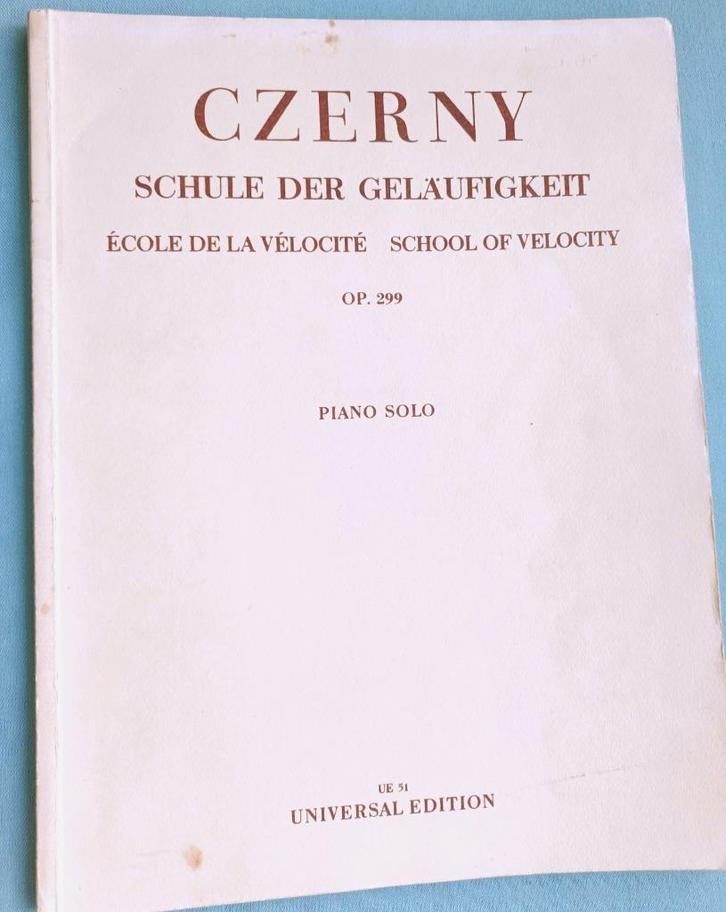 CZERNY
SCHULE DER GELÄUFIGKEIT
ÉCOLE DE LA VÉLOCITÉ SCHOOL OF VELOCITY
OP. 299
PIANO SOLO
UE 51
UNIVERSAL EDITION